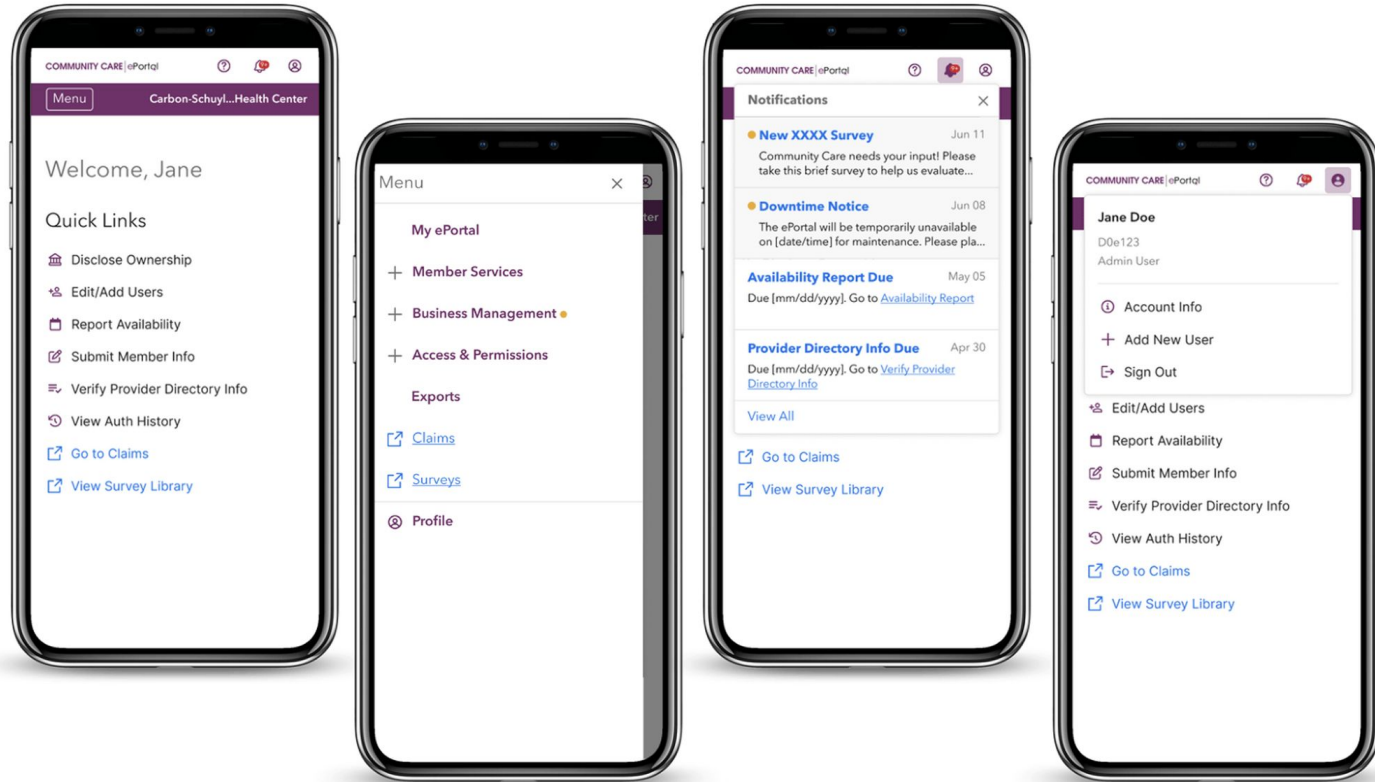 COMMUNITY CARE | ePortal
Menu
Carbon-Schuyl...Health Center
Welcome, Jane
Quick Links
Disclose Ownership
Edit/Add Users
Report Availability
Submit Member Info
Verify Provider Directory Info
View Auth History
Go to Claims
View Survey Library
Menu
ter
My ePortal
Member Services
Business Management
Access & Permissions
Exports
Claims
Surveys
Profile
COMMUNITY CARE | ePortal
Notifications
New XXXX Survey Jun 11
Community Care needs your input! Please
take this brief survey to help us evaluate...
Downtime Notice Jun 08
The ePortal will be temporarily unavailable
on [date/time] for maintenance. Please pla...
Availability Report Due May 05
Due [mm/dd/yyyy]. Go to Availability Report
Provider Directory Info Due Apr 30
Due [mm/dd/yyyy]. Go to Verify Provider
Directory Info
View All
Go to Claims
View Survey Library
COMMUNITY CARE | ePortal
Jane Doe
D0e123
Admin User
Account Info
Add New User
Sign Out
Edit/Add Users
Report Availability
Submit Member Info
Verify Provider Directory Info
View Auth History
Go to Claims
View Survey Library